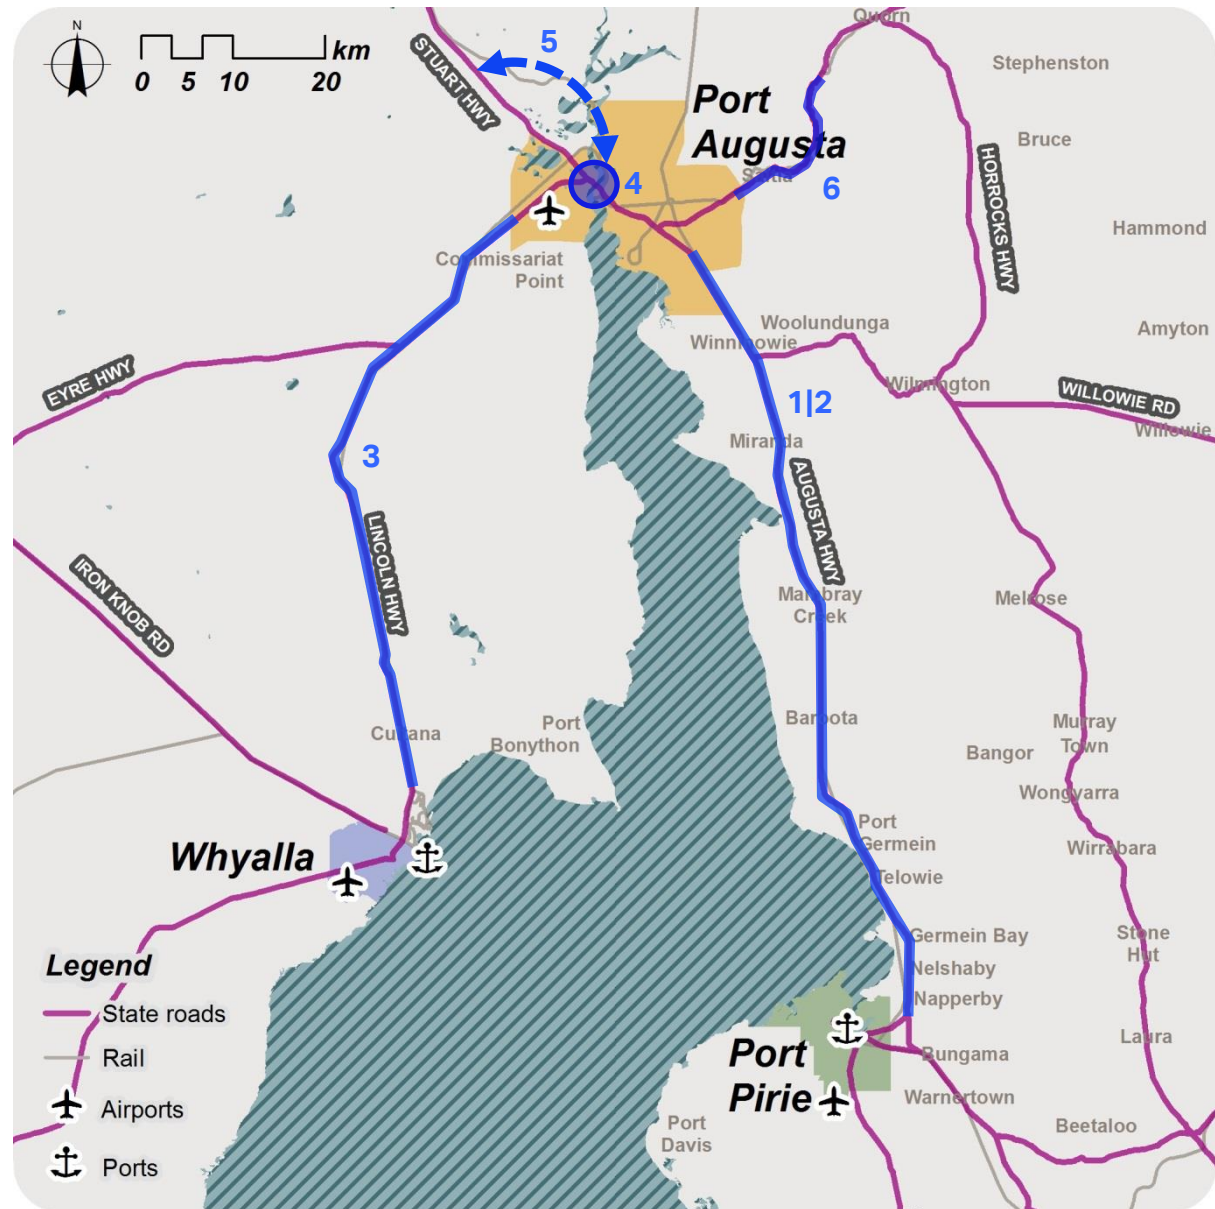 N
km
0 5 10 20
STUART HWY
5
Quorn
Stephenston
Port
Augusta
Bruce
Saltia
4
6
HORROCKS HWY
Hammond
Commissariat
Point
Woolundunga
Winninowie
Amyton
EYRE HWY
Wilmington
WILLOWIE RD
Willowie
1|2
Miranda
3
AUGUSTA HWY
LINCOLN HWY
IRON KNOB RD
Mambray
Creek
Melrose
Cultana
Port
Bonython
Baroota
Murray
Town
Bangor
Wongyarra
Port
Germein
Wirrabara
Whyalla
Telowie
Germein Bay
Stone
Hut
Nelshaby
Napperby
Laura
Port
Pirie
Bungama
Warnertown
Port
Davis
Beetaloo
Legend
State roads
Rail
Airports
Ports